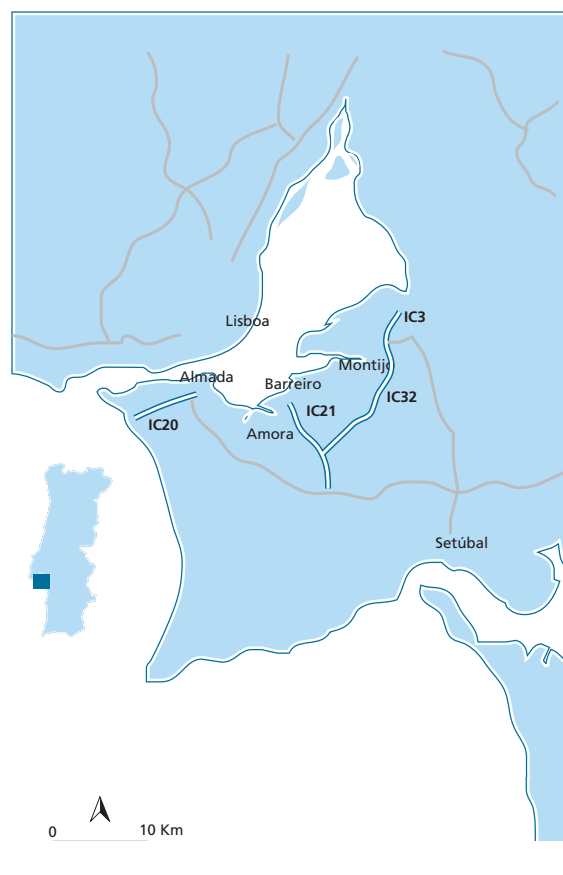 IC3
Lisboa
Montijo
Almada
Barreiro
IC32
IC21
IC20
Amora
Setúbal
0
10 Km